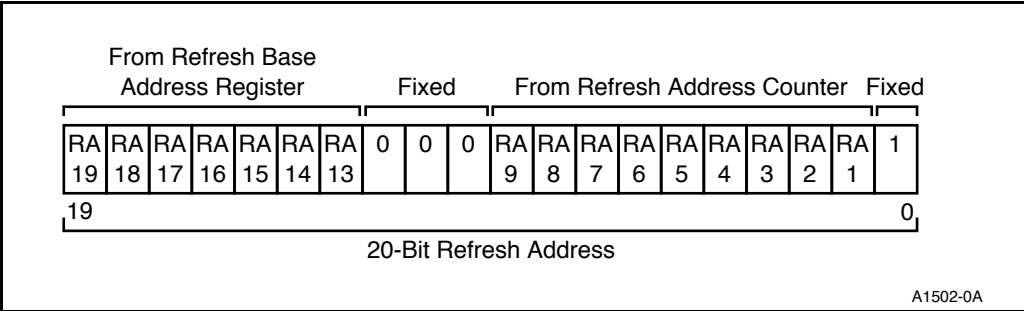 From Refresh Base
Address Register
Fixed
From Refresh Address Counter
Fixed
RA 19 RA 18 RA 17 RA 16 RA 15 RA 14 RA 13 0 0 0 RA 9 RA 8 RA 7 RA 6 RA 5 RA 4 RA 3 RA 2 RA 1 1
19 0
20-Bit Refresh Address
A1502-0A